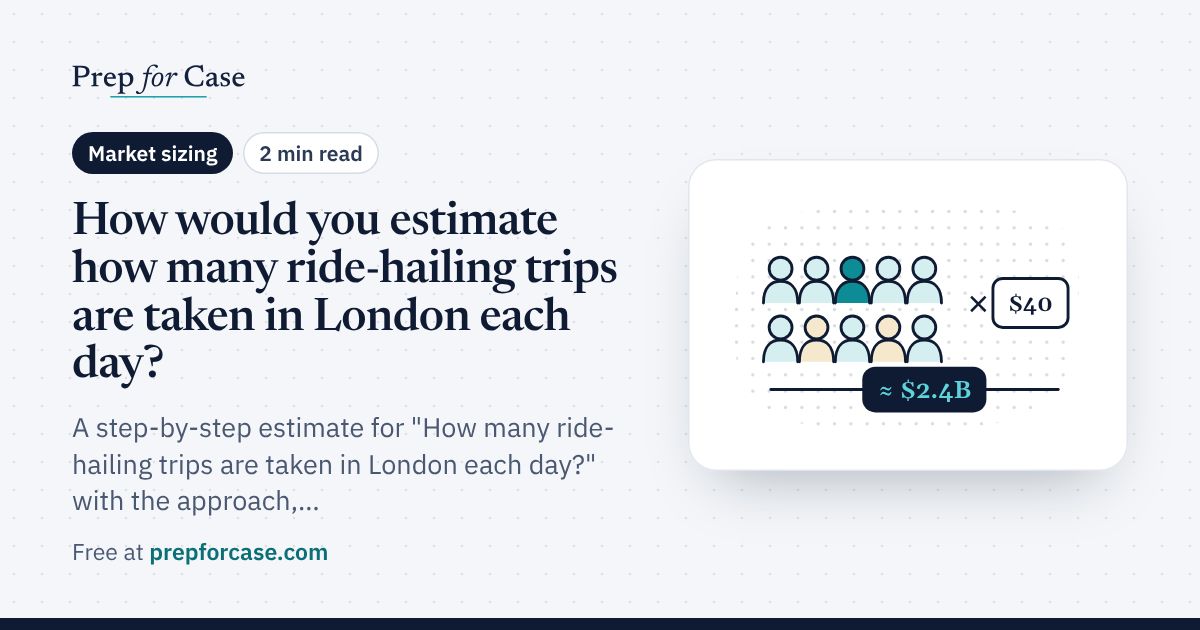 Prep for Case
Market sizing
2 min read
How would you estimate
how many ride-hailing trips
are taken in London each
day?
A step-by-step estimate for "How many ride-
hailing trips are taken in London each day?"
with the approach,...
Free at prepforcase.com
× $40
≈ $2.4B